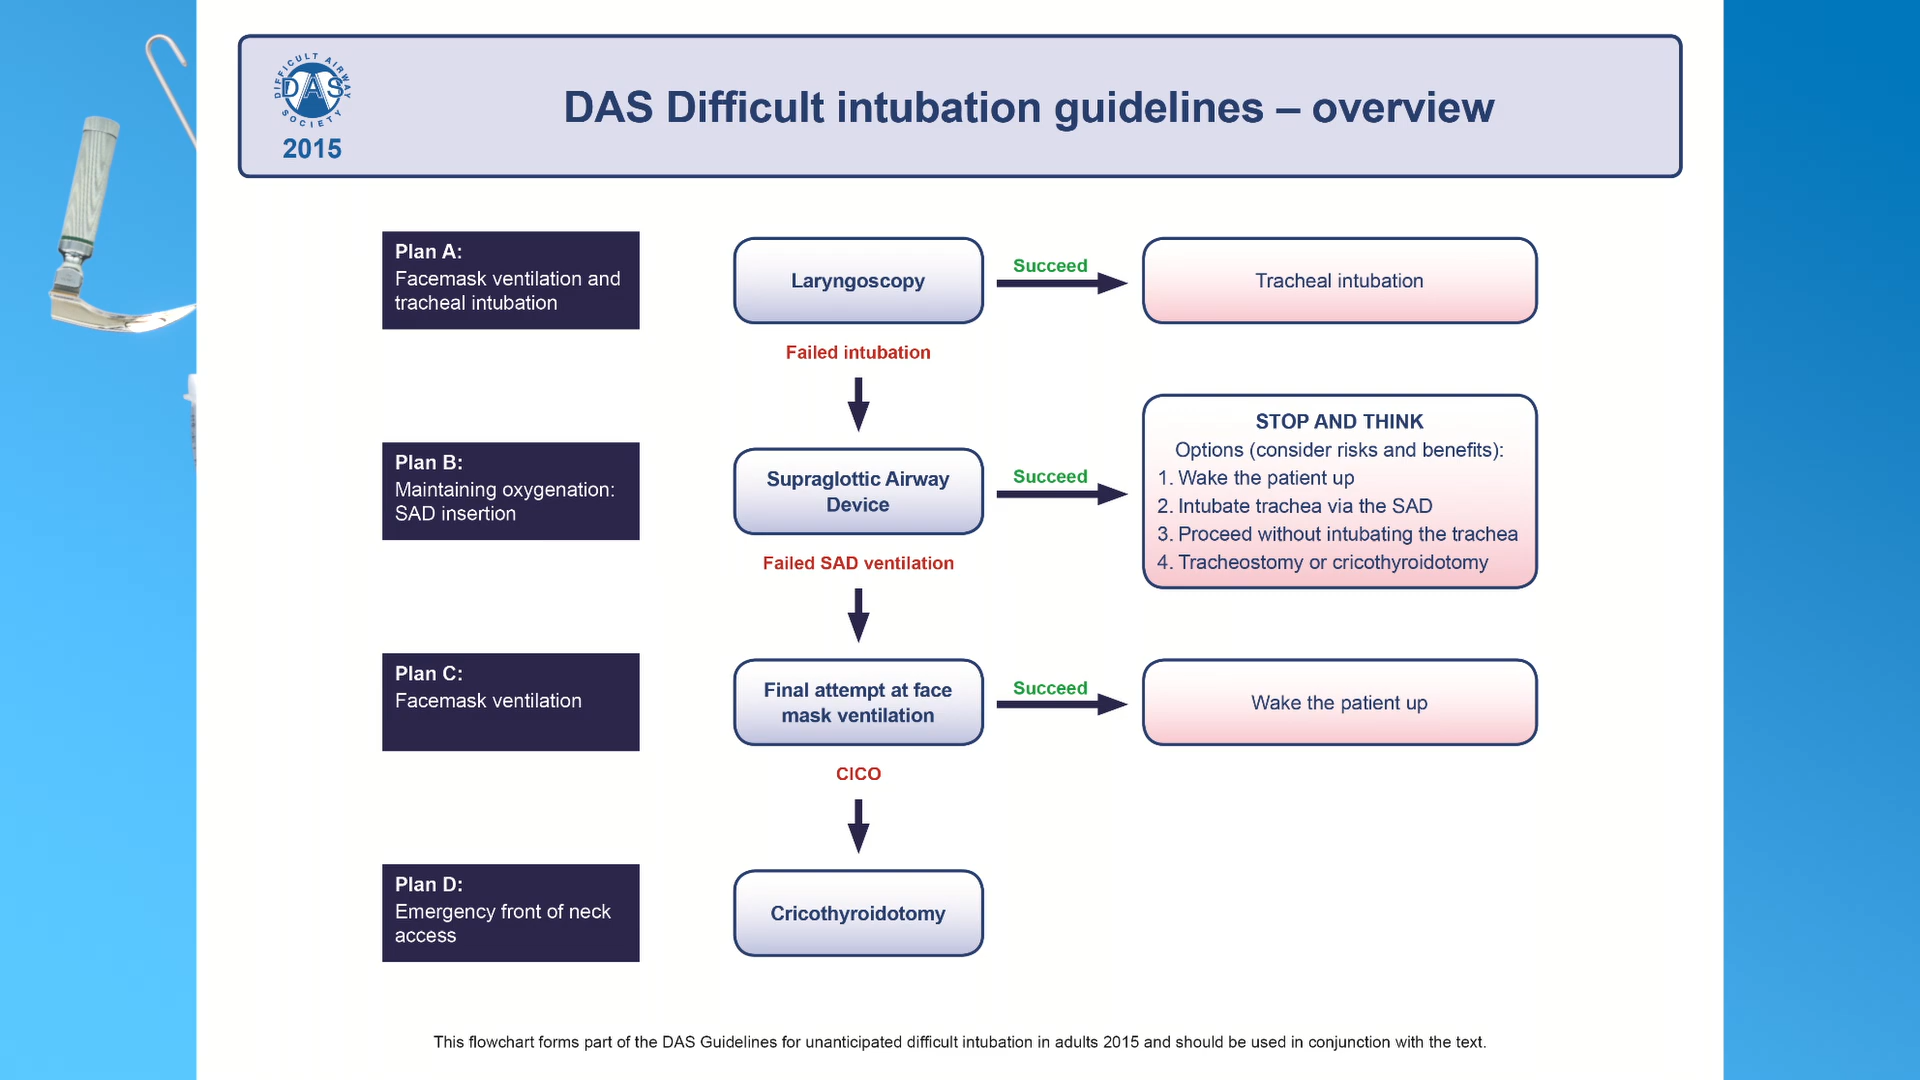 DIFFICULT AIRWAY
DAS
SOCIETY
2015
DAS Difficult intubation guidelines – overview
Plan A:
Facemask ventilation and
tracheal intubation
Laryngoscopy
Succeed
Tracheal intubation
Failed intubation
Plan B:
Maintaining oxygenation:
SAD insertion
Supraglottic Airway
Device
Succeed
STOP AND THINK
Options (consider risks and benefits):
1. Wake the patient up
2. Intubate trachea via the SAD
3. Proceed without intubating the trachea
4. Tracheostomy or cricothyroidotomy
Failed SAD ventilation
Plan C:
Facemask ventilation
Final attempt at face
mask ventilation
Succeed
Wake the patient up
CICO
Plan D:
Emergency front of neck
access
Cricothyroidotomy
This flowchart forms part of the DAS Guidelines for unanticipated difficult intubation in adults 2015 and should be used in conjunction with the text.